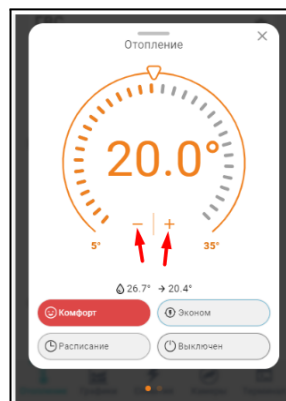 Отопление
20.0°
5°
35°
26.7° → 20.4°
Комфорт
Эконом
Расписание
Выключен